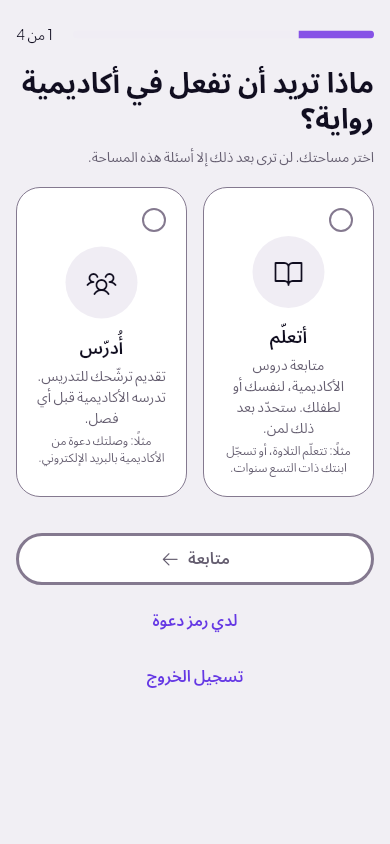 1 من 4
ماذا تريد أن تفعل في أكاديمية
رواية؟
اختر مساحتك. لن ترى بعد ذلك إلا أسئلة هذه المساحة.
أتعلّم
متابعة دروس
الأكاديمية، لنفسك أو
لطفلك. ستحدّد بعد
ذلك لمن.
مثلًا: تتعلّم التلاوة، أو تسجّل
ابنتك ذات التسع سنوات.
أُدرّس
تقديم ترشّحك للتدريس.
تدرسه الأكاديمية قبل أي
فصل.
مثلًا: وصلتك دعوة من
الأكاديمية بالبريد الإلكتروني.
متابعة
لدي رمز دعوة
تسجيل الخروج